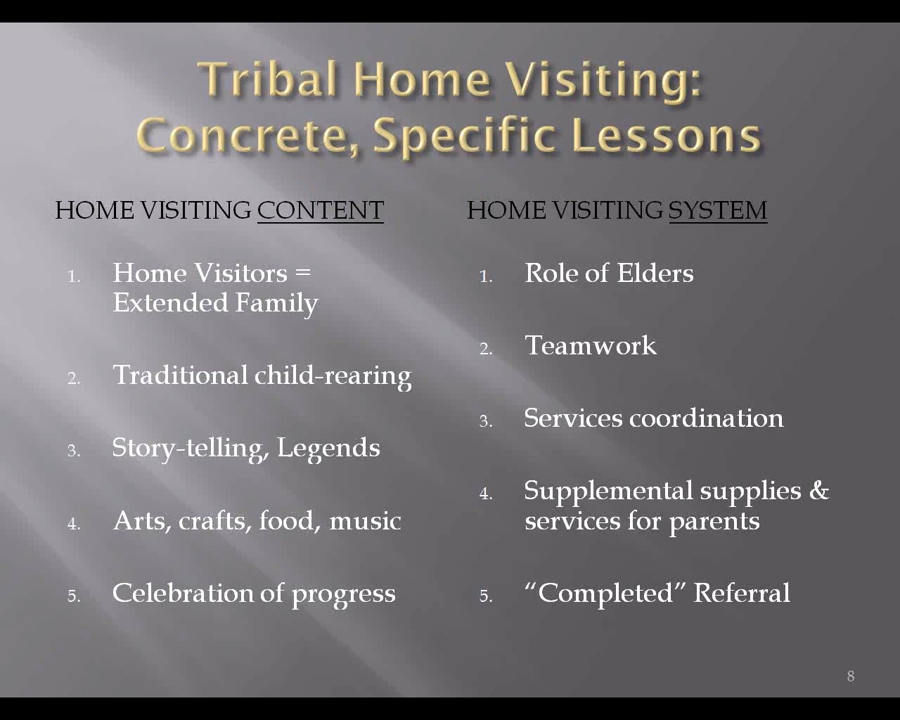 Tribal Home Visiting:
Concrete, Specific Lessons
HOME VISITING CONTENT
1. Home Visitors =
Extended Family
2. Traditional child-rearing
3. Story-telling, Legends
4. Arts, crafts, food, music
5. Celebration of progress
HOME VISITING SYSTEM
1. Role of Elders
2. Teamwork
3. Services coordination
4. Supplemental supplies &
services for parents
5. “Completed” Referral
8